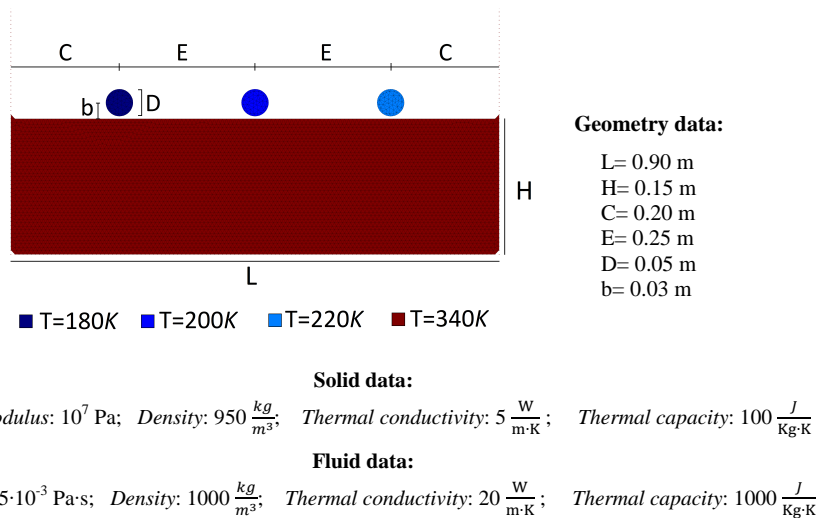 C E E C
b D
H
L
T=180K T=200K T=220K T=340K
Geometry data:
L= 0.90 m
H= 0.15 m
C= 0.20 m
E= 0.25 m
D= 0.05 m
b= 0.03 m
Solid data:
odulus: 10⁷ Pa; Density: 950 kg/m³; Thermal conductivity: 5 W/m·K ; Thermal capacity: 100 J/Kg·K
Fluid data:
5·10⁻³ Pa·s; Density: 1000 kg/m³; Thermal conductivity: 20 W/m·K ; Thermal capacity: 1000 J/Kg·K